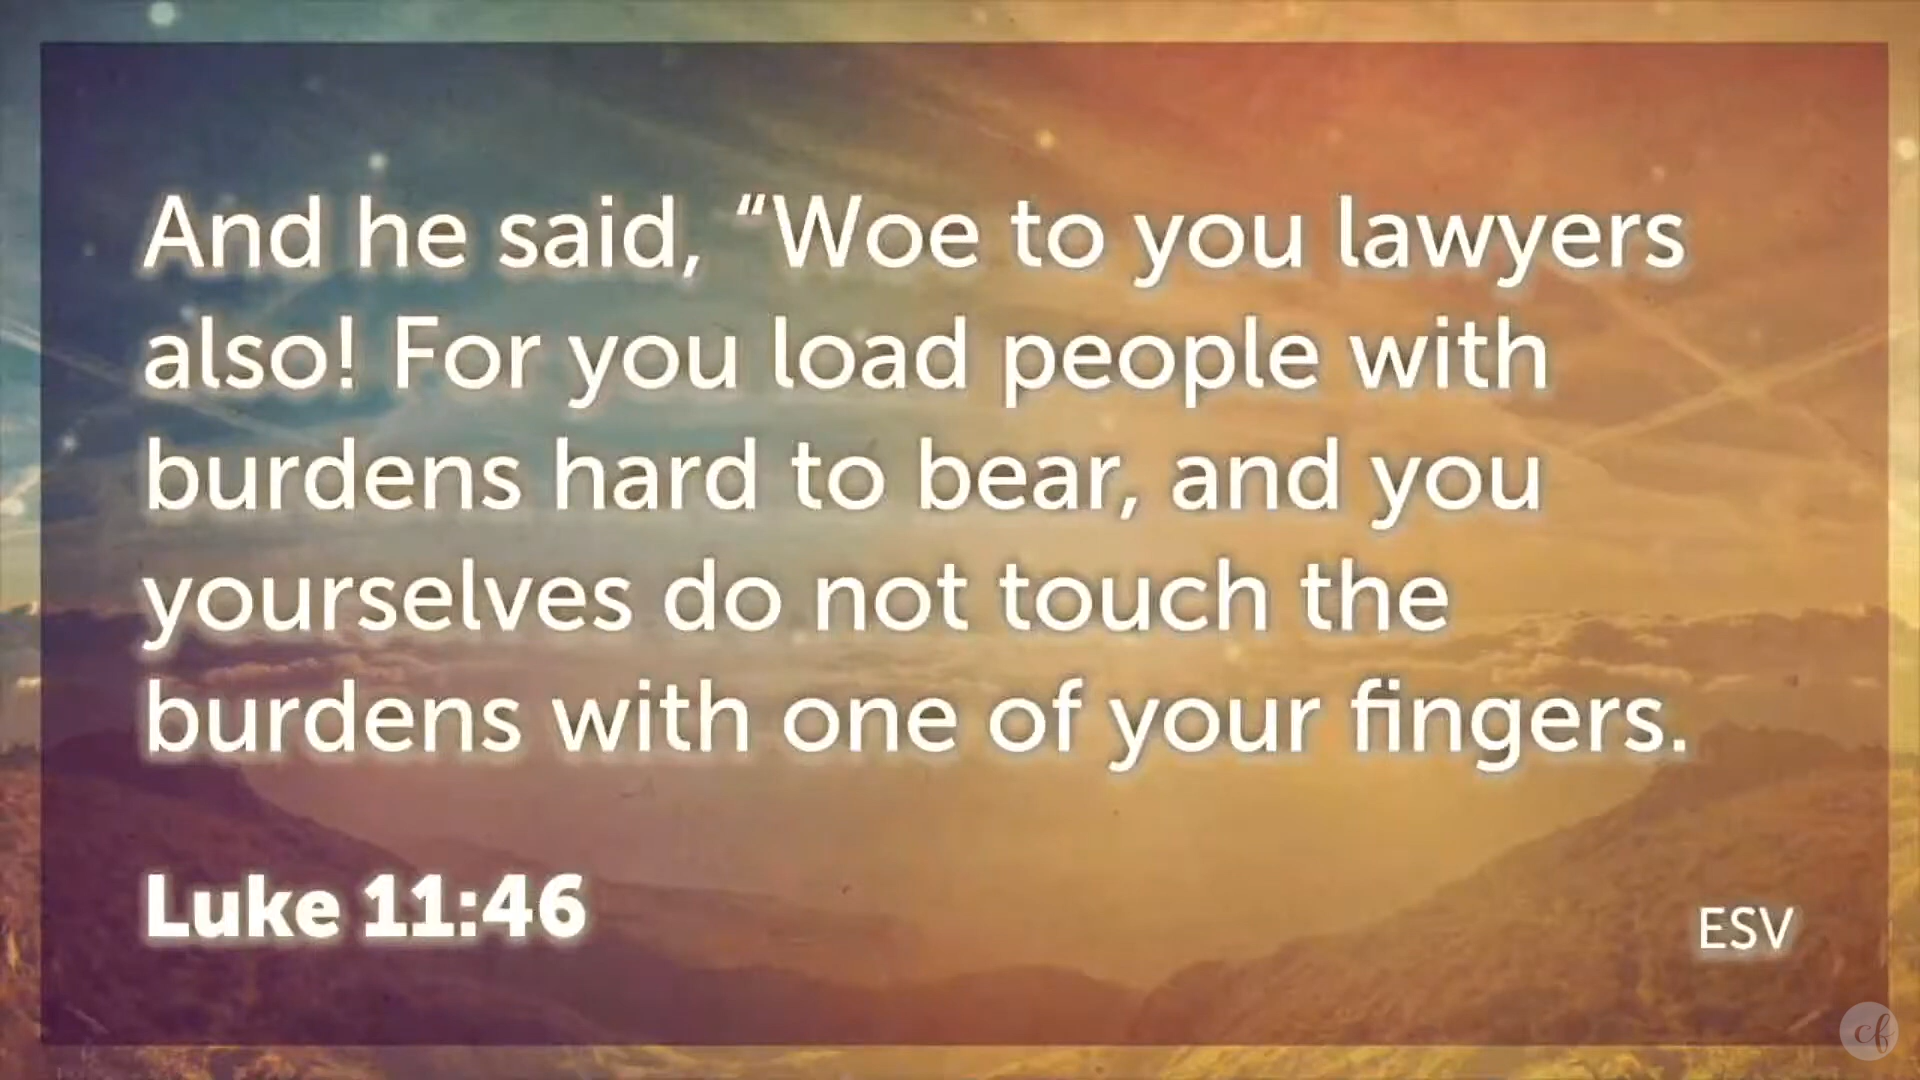 And he said, “Woe to you lawyers
also! For you load people with
burdens hard to bear, and you
yourselves do not touch the
burdens with one of your fingers.
Luke 11:46
ESV
cf